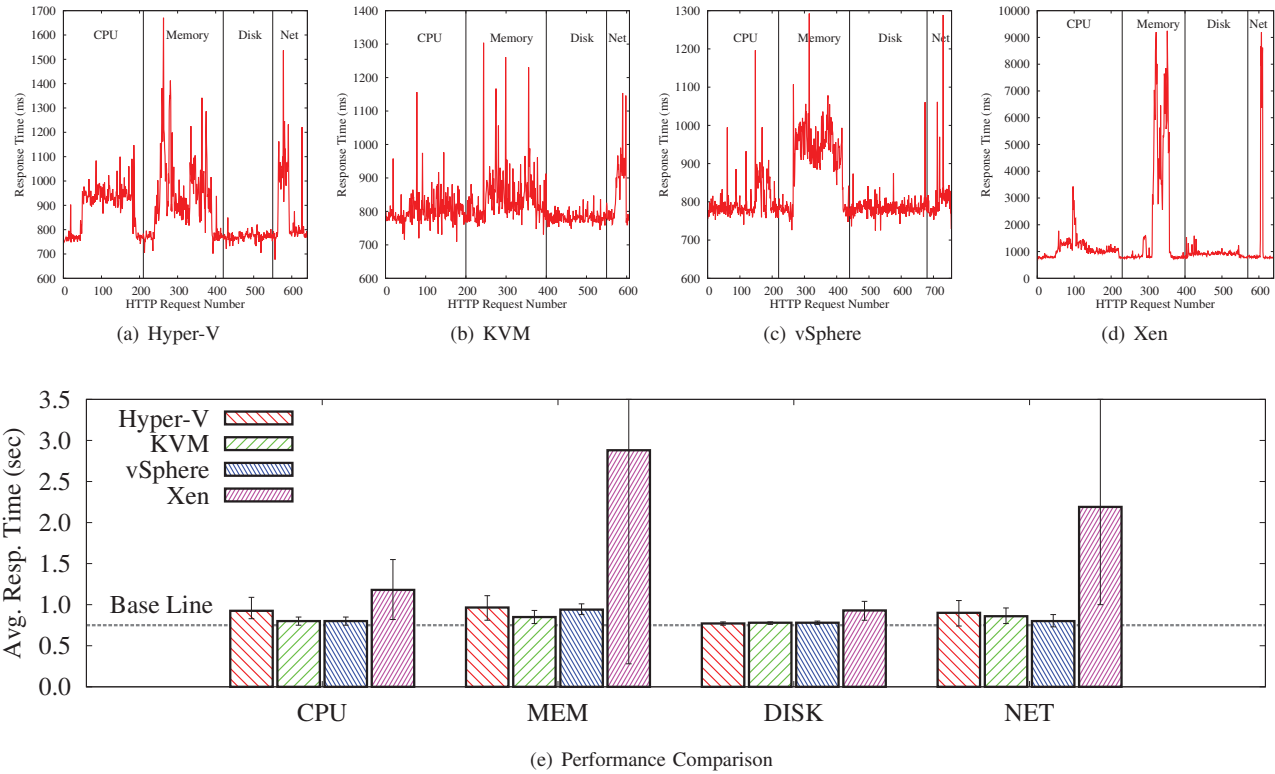 1700
1600
1500
1400
1300
1200
1100
1000
900
800
700
600
Response Time (ms)
CPU
Memory
Disk
Net
0 100 200 300 400 500 600
HTTP Request Number
(a) Hyper-V
1400
1300
1200
1100
1000
900
800
700
600
Response Time (ms)
CPU
Memory
Disk
Net
0 100 200 300 400 500 600
HTTP Request Number
(b) KVM
1300
1200
1100
1000
900
800
700
600
Response Time (ms)
CPU
Memory
Disk
Net
0 100 200 300 400 500 600 700
HTTP Request Number
(c) vSphere
10000
9000
8000
7000
6000
5000
4000
3000
2000
1000
0
Response Time (ms)
CPU
Memory
Disk
Net
0 100 200 300 400 500 600
HTTP Request Number
(d) Xen
3.5
3.0
2.5
2.0
1.5
1.0
0.5
0.0
Avg. Resp. Time (sec)
Hyper-V
KVM
vSphere
Xen
Base Line
CPU
MEM
DISK
NET
(e) Performance Comparison